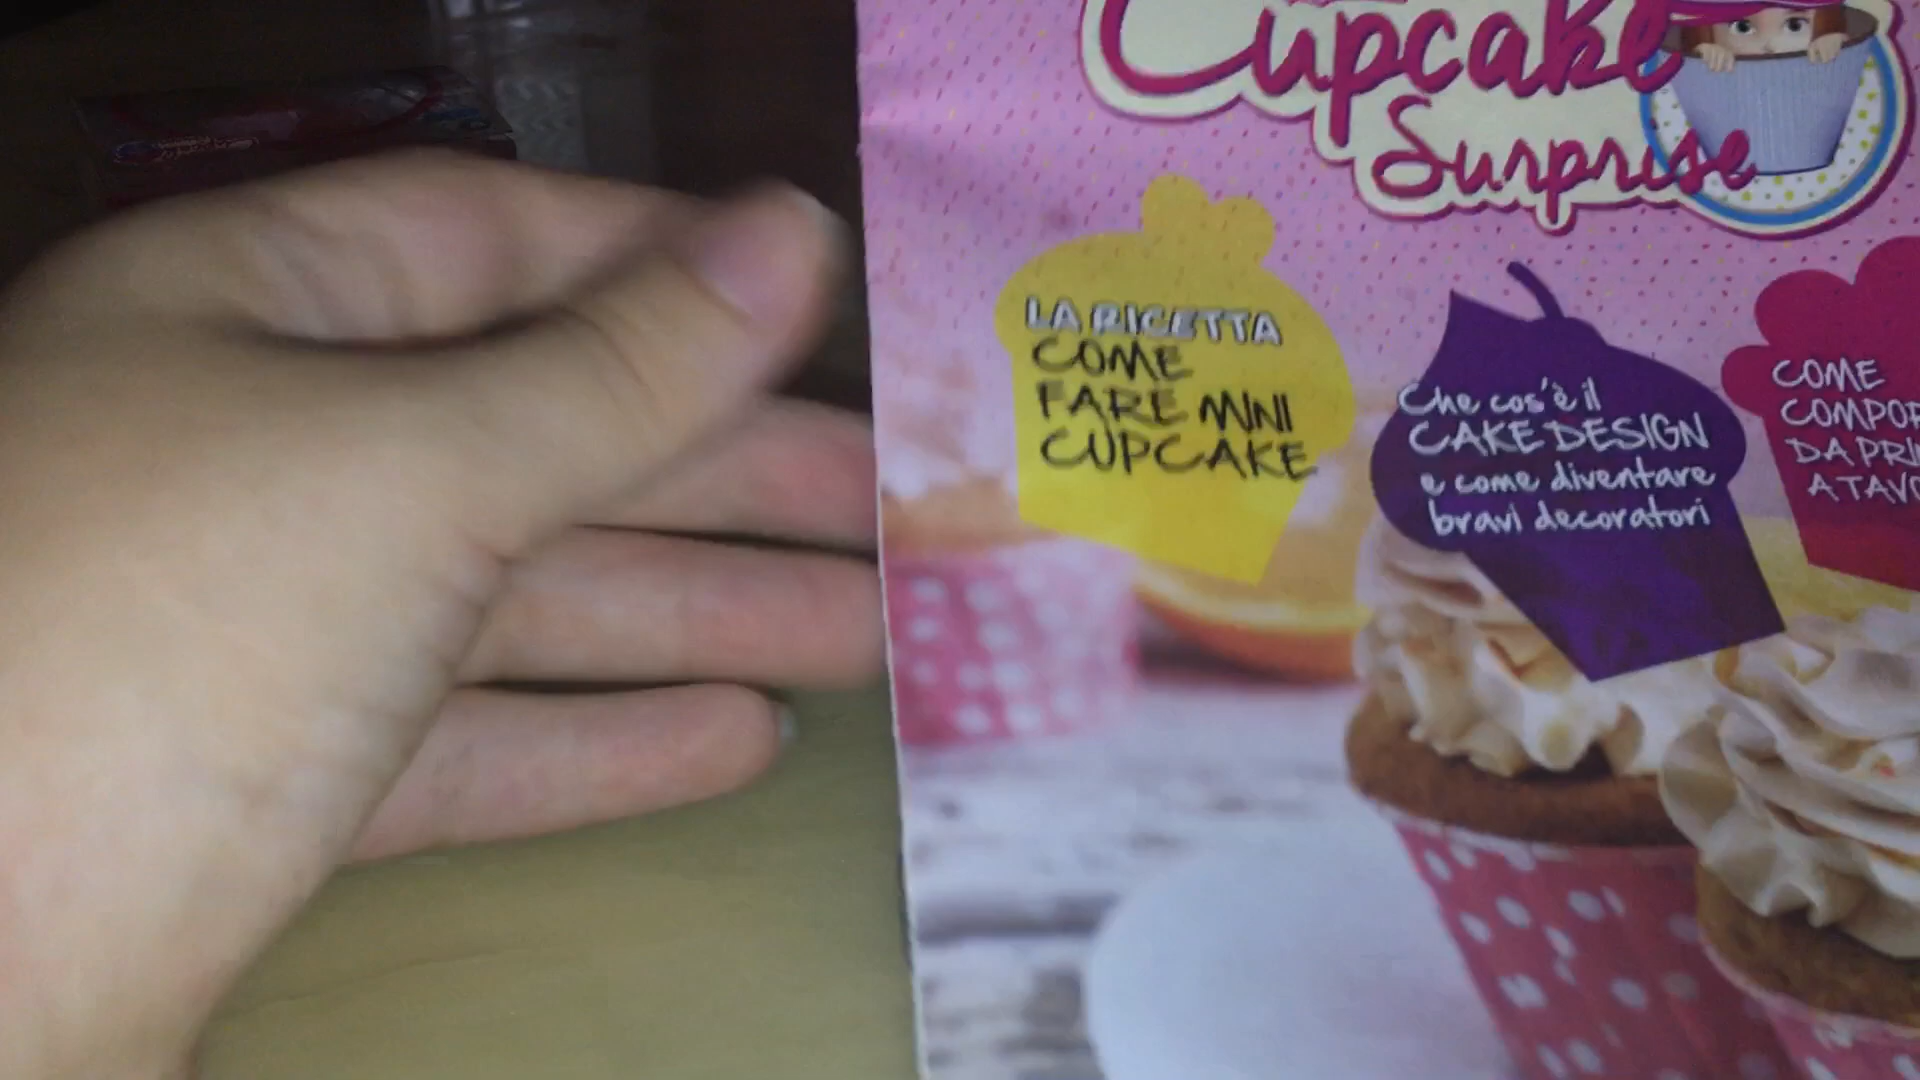 Cupcake
Surprise
LA RICETTA
COME
FARE MINI
CUPCAKE
Che cos'è il
CAKE DESIGN
e come diventare
bravi decoratori
COME